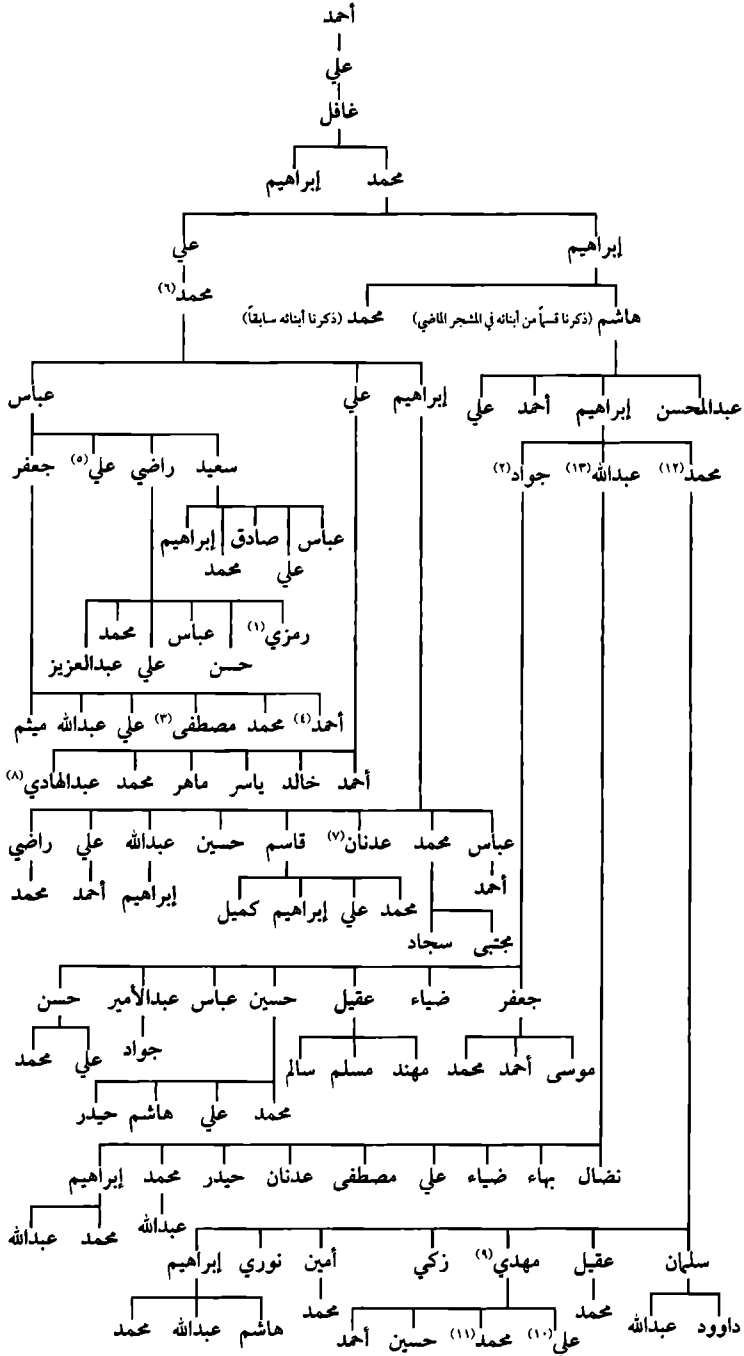 أحمد
علي
غافل
محمد إبراهيم
إبراهيم علي
محمد (٦)
هاشم (ذكرنا قسماً من أبنائه في المشجر الماضي) محمد (ذكرنا أبنائه سابقاً)
عبدالمحسن إبراهيم أحمد علي إبراهيم علي عباس
محمد (١٢) عبدالله (١٣) جواد (٢) سعيد راضي علي (٥) جعفر
عباس صادق إبراهيم
علي محمد
رمزي (١) عباس محمد
حسن علي عبدالعزيز
أحمد (٤) محمد مصطفى (٣) علي عبدالله ميثم
أحمد خالد ياسر ماهر محمد عبدالهادي (٨)
عباس محمد عدنان (٧) قاسم حسين عبدالله علي راضي
أحمد إبراهيم أحمد محمد
محمد علي إبراهيم كميل
مجتبى سجاد
جعفر ضياء عقيل حسين عباس عبدالأمير حسن
موسى أحمد محمد مهند مسلم سالم جواد علي محمد
محمد علي هاشم حيدر
نضال بهاء ضياء علي مصطفى عدنان حيدر محمد إبراهيم
عبدالله محمد عبدالله
سلمان عقيل مهدي (٩) زكي أمين نوري إبراهيم
داوود عبدالله محمد علي (١٠) محمد (١١) حسين أحمد محمد هاشم عبدالله محمد